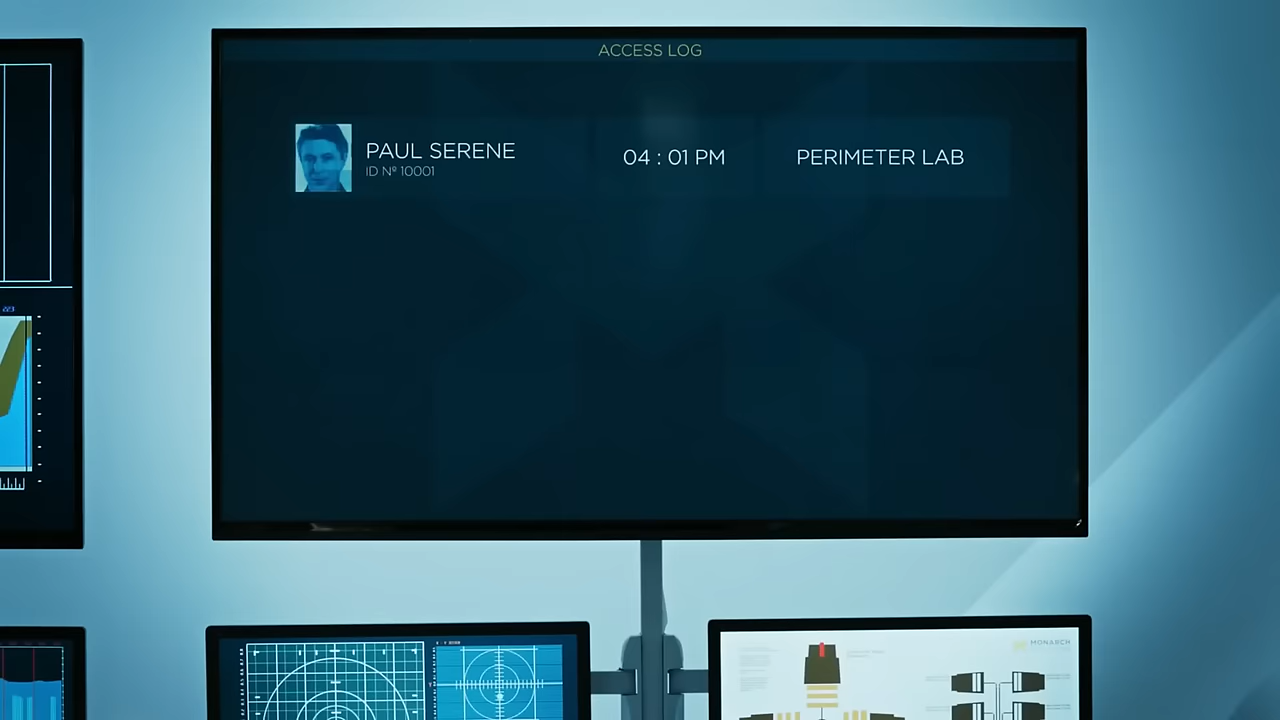 ACCESS LOG
PAUL SERENE
ID Nº 10001
04 : 01 PM
PERIMETER LAB
MONARCH